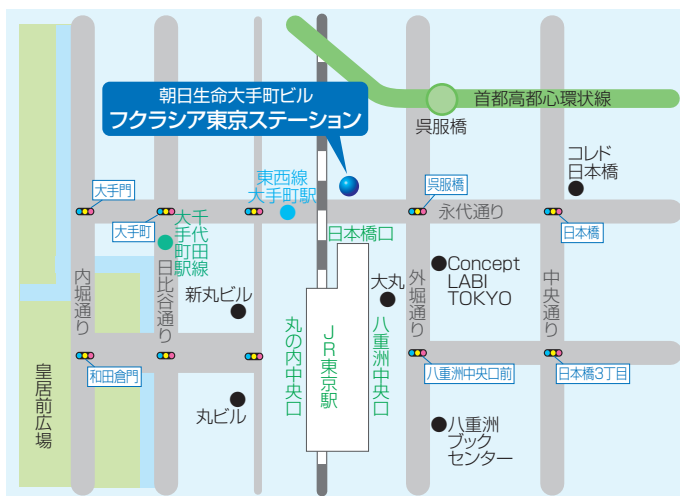 首都高都心環状線
呉服橋
朝日生命大手町ビル
フクラシア東京ステーション
コレド
日本橋
東西線
大手町駅
大手門
呉服橋
永代通り
大手町
日本橋
千代田線
大手町駅
日本橋口
内堀通り
日比谷通り
新丸ビル
大丸
外堀通り
Concept
LABI
TOKYO
中央通り
丸の内中央口
JR東京駅
八重洲中央口
和田倉門
八重洲中央口前
日本橋3丁目
皇居前広場
丸ビル
八重洲
ブック
センター